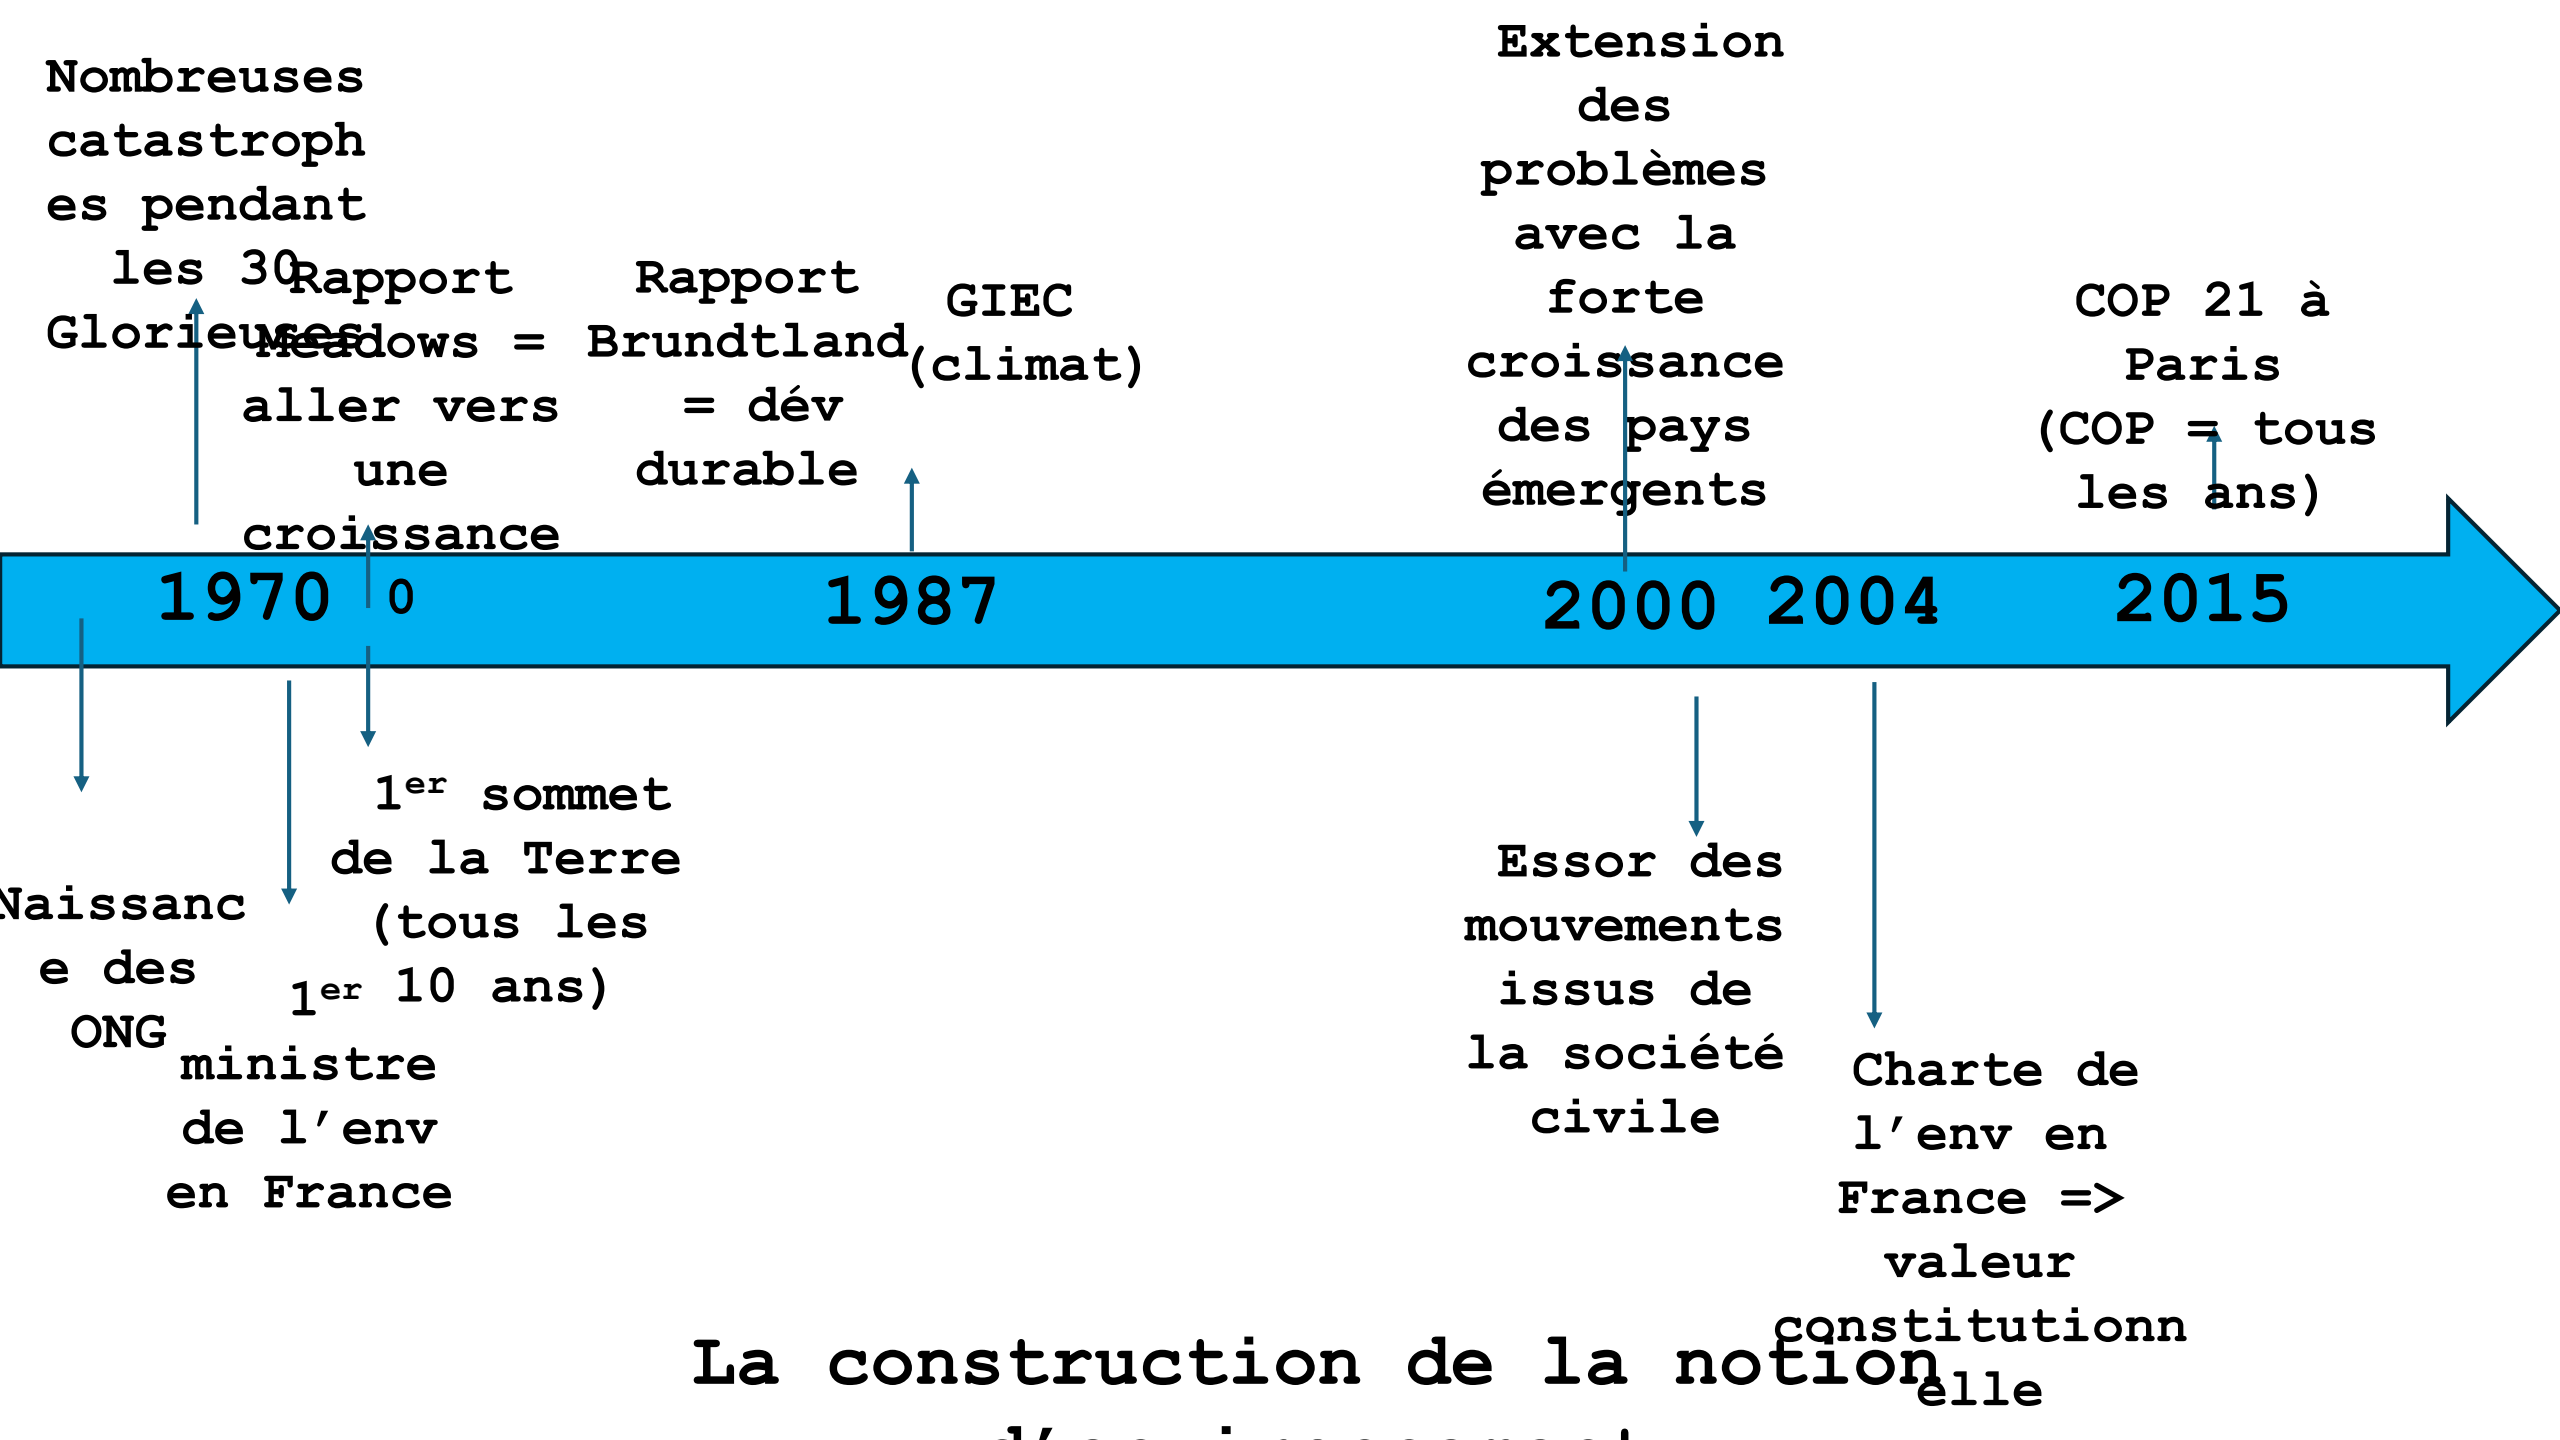 Nombreuses
catastroph
es pendant
les 30
Glorieuses
Rapport
Meadows =
aller vers
une
croissance
0
Rapport
Brundtland
= dév
durable
GIEC
(climat)
Extension
des
problèmes
avec la
forte
croissance
des pays
émergents
COP 21 à
Paris
(COP = tous
les ans)
1970
1987
2000
2004
2015
Naissanc
e des
ONG
1er
ministre
de l’env
en France
1er sommet
de la Terre
(tous les
10 ans)
Essor des
mouvements
issus de
la société
civile
Charte de
l’env en
France =>
valeur
constitutionn
elle
La construction de la notion
d’environnement